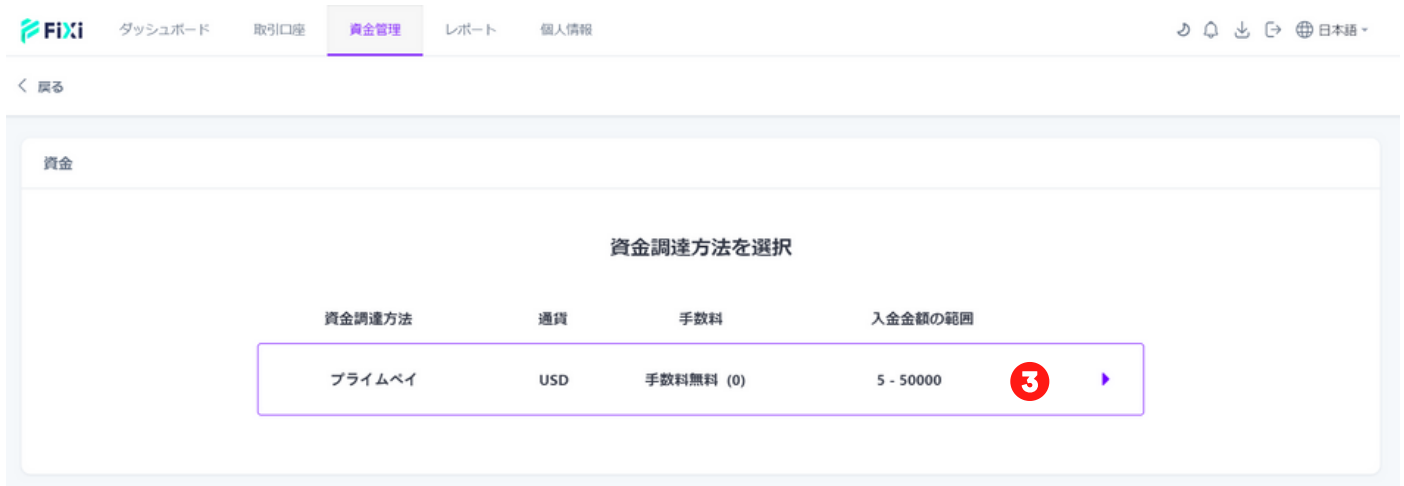 FiXi ダッシュボード 取引口座 資金管理 レポート 個人情報 日本語
戻る
資金
資金調達方法を選択
資金調達方法 通貨 手数料 入金金額の範囲
プライムペイ USD 手数料無料 (0) 5 - 50000 3